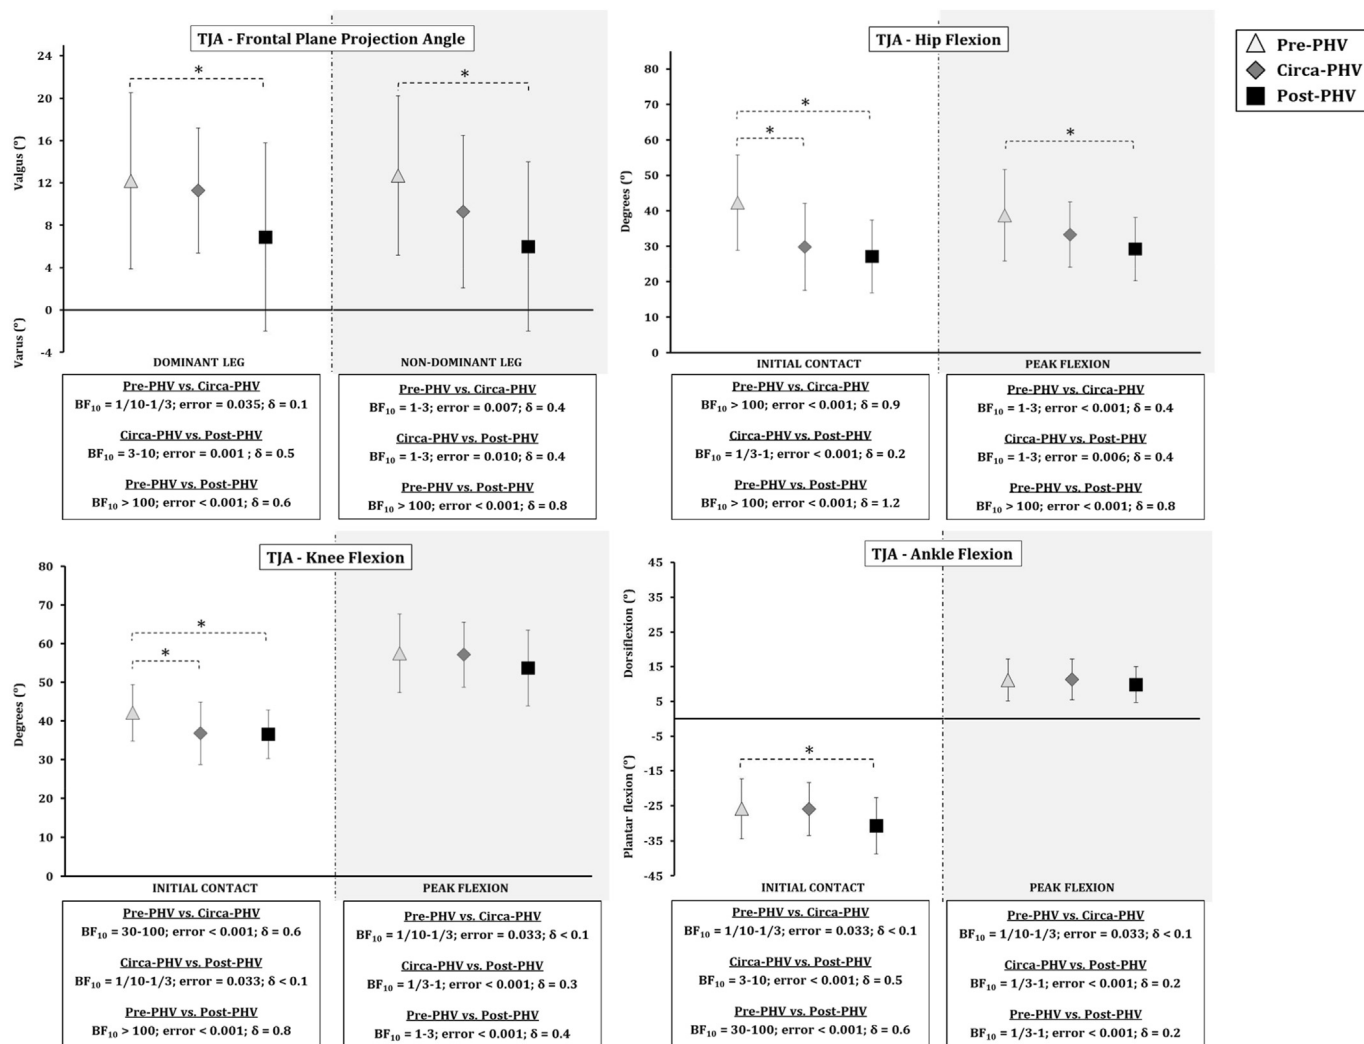 TJA - Frontal Plane Projection Angle
Valgus (°)
Varus (°)
24
20
16
12
8
4
0
-4
*
*
DOMINANT LEG
NON-DOMINANT LEG
Pre-PHV vs. Circa-PHV
BF₁₀ = 1/10-1/3; error = 0.035; δ = 0.1
Circa-PHV vs. Post-PHV
BF₁₀ = 3-10; error = 0.001 ; δ = 0.5
Pre-PHV vs. Post-PHV
BF₁₀ > 100; error < 0.001; δ = 0.6
Pre-PHV vs. Circa-PHV
BF₁₀ = 1-3; error = 0.007; δ = 0.4
Circa-PHV vs. Post-PHV
BF₁₀ = 1-3; error = 0.010; δ = 0.4
Pre-PHV vs. Post-PHV
BF₁₀ > 100; error < 0.001; δ = 0.8
TJA - Hip Flexion
Degrees (°)
80
70
60
50
40
30
20
10
0
*
*
*
INITIAL CONTACT
PEAK FLEXION
Pre-PHV vs. Circa-PHV
BF₁₀ > 100; error < 0.001; δ = 0.9
Circa-PHV vs. Post-PHV
BF₁₀ = 1/3-1; error < 0.001; δ = 0.2
Pre-PHV vs. Post-PHV
BF₁₀ > 100; error < 0.001; δ = 1.2
Pre-PHV vs. Circa-PHV
BF₁₀ = 1-3; error < 0.001; δ = 0.4
Circa-PHV vs. Post-PHV
BF₁₀ = 1-3; error = 0.006; δ = 0.4
Pre-PHV vs. Post-PHV
BF₁₀ > 100; error < 0.001; δ = 0.8
Pre-PHV
Circa-PHV
Post-PHV
TJA - Knee Flexion
Degrees (°)
80
70
60
50
40
30
20
10
0
*
*
INITIAL CONTACT
PEAK FLEXION
Pre-PHV vs. Circa-PHV
BF₁₀ = 30-100; error < 0.001; δ = 0.6
Circa-PHV vs. Post-PHV
BF₁₀ = 1/10-1/3; error = 0.033; δ < 0.1
Pre-PHV vs. Post-PHV
BF₁₀ > 100; error < 0.001; δ = 0.8
Pre-PHV vs. Circa-PHV
BF₁₀ = 1/10-1/3; error = 0.033; δ < 0.1
Circa-PHV vs. Post-PHV
BF₁₀ = 1/3-1; error < 0.001; δ = 0.3
Pre-PHV vs. Post-PHV
BF₁₀ = 1-3; error < 0.001; δ = 0.4
TJA - Ankle Flexion
Dorsiflexion (°)
Plantar flexion (°)
45
35
25
15
5
-5
-15
-25
-35
-45
*
INITIAL CONTACT
PEAK FLEXION
Pre-PHV vs. Circa-PHV
BF₁₀ = 1/10-1/3; error = 0.033; δ < 0.1
Circa-PHV vs. Post-PHV
BF₁₀ = 3-10; error < 0.001; δ = 0.5
Pre-PHV vs. Post-PHV
BF₁₀ = 30-100; error < 0.001; δ = 0.6
Pre-PHV vs. Circa-PHV
BF₁₀ = 1/10-1/3; error = 0.033; δ < 0.1
Circa-PHV vs. Post-PHV
BF₁₀ = 1/3-1; error < 0.001; δ = 0.2
Pre-PHV vs. Post-PHV
BF₁₀ = 1/3-1; error < 0.001; δ = 0.2